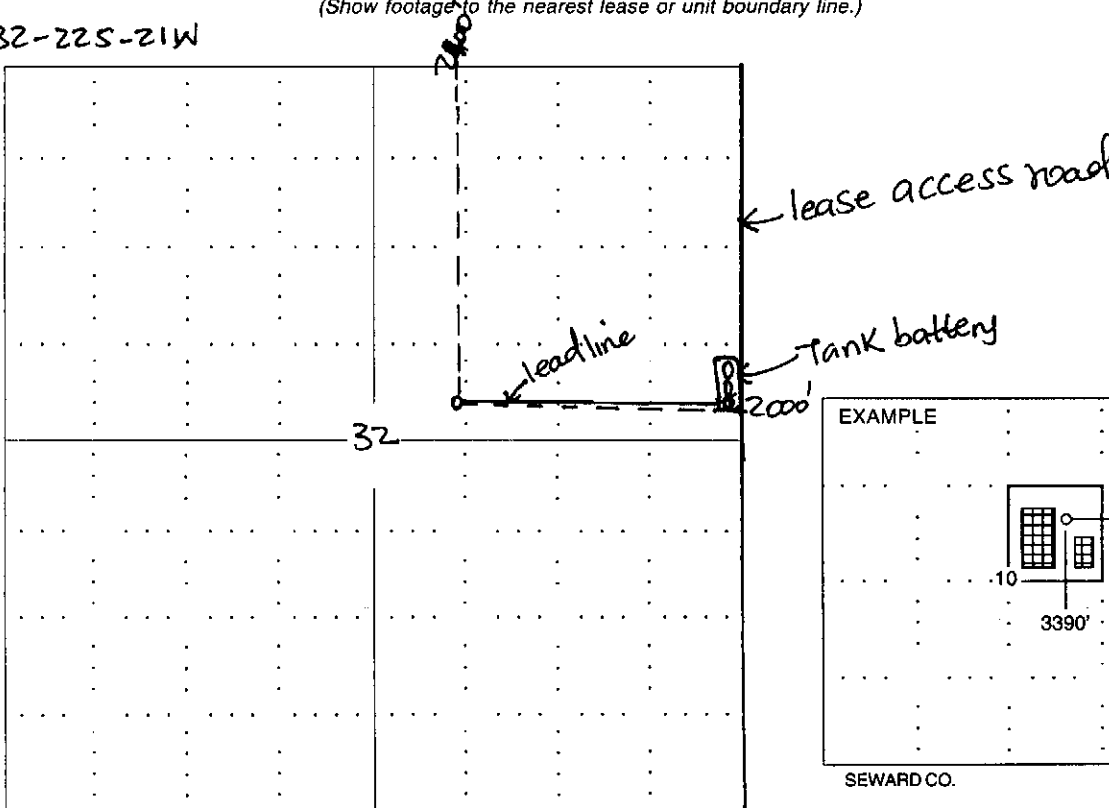 (Show footage to the nearest lease or unit boundary line.)
32-22S-21W
lease access road
Tank battery
leadline
2000'
32
EXAMPLE
10
3390'
SEWARD CO.